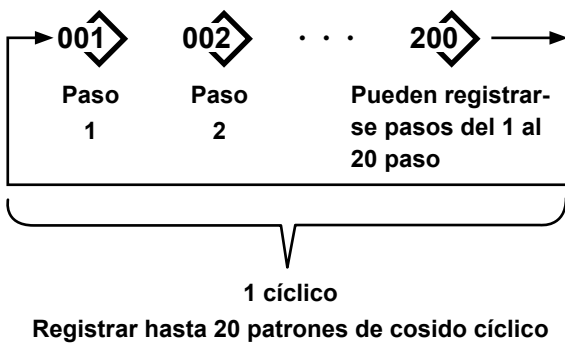 001 002 · · · 200
Paso Paso Pueden registrar-
1 2 se pasos del 1 al
20 paso
1 cíclico
Registrar hasta 20 patrones de cosido cíclico